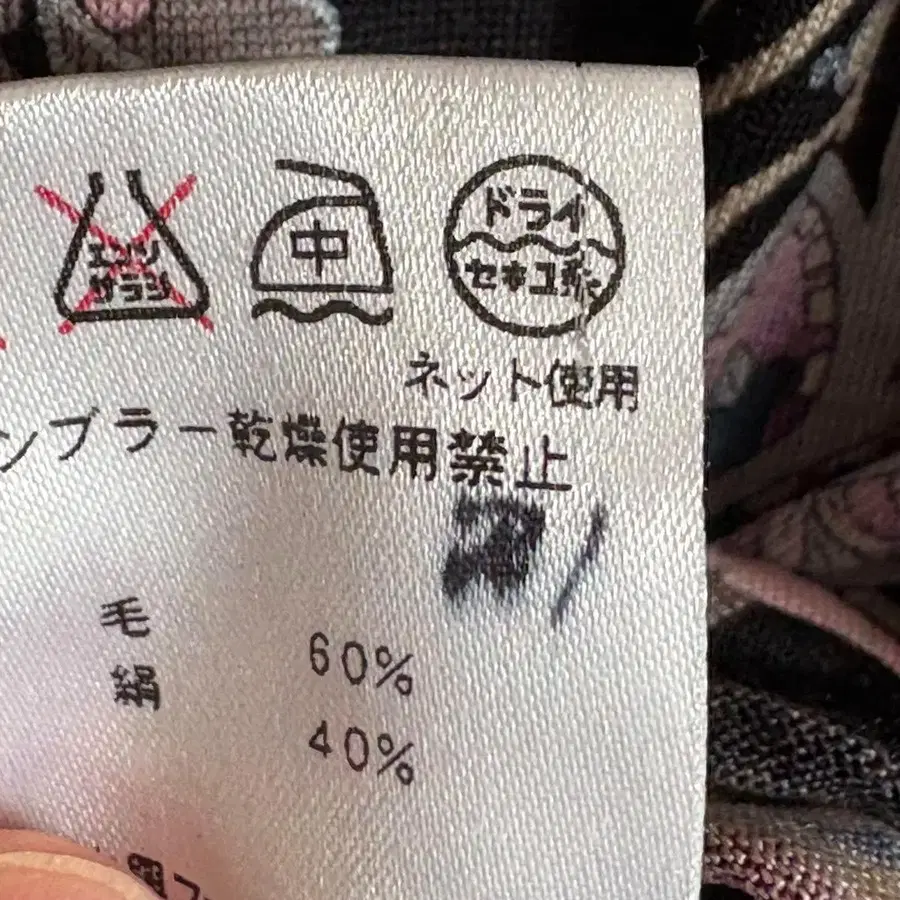 エンソ
サラシ
中
ドライ
セキユ系
ネット使用
ンブラー乾燥使用禁止
毛 60%
絹 40%